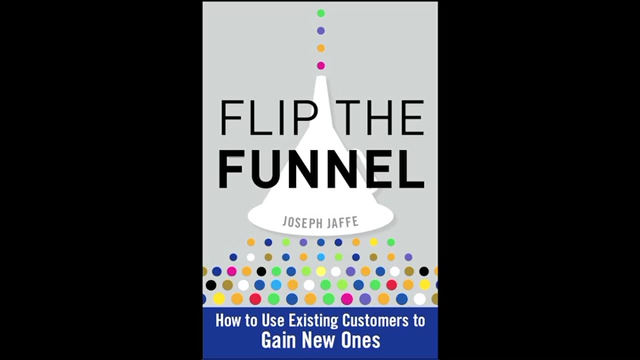 FLIP THE
FUNNEL
JOSEPH JAFFE
How to Use Existing Customers to
Gain New Ones